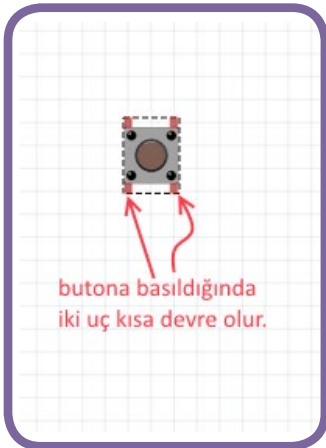 butona basıldığında
iki uç kısa devre olur.